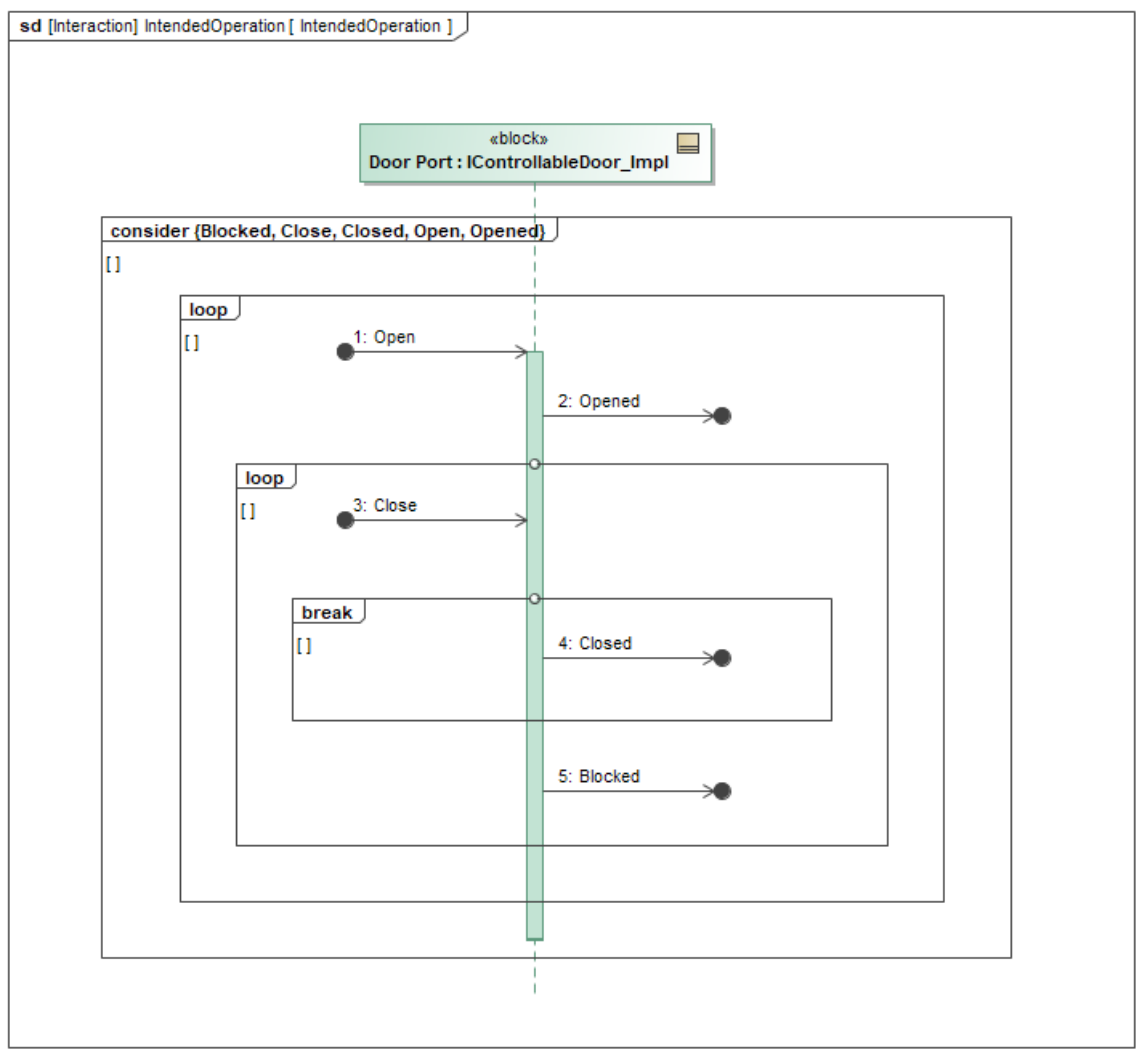 sd [Interaction] IntendedOperation [ IntendedOperation ]
«block»
Door Port : IControllableDoor_Impl
consider {Blocked, Close, Closed, Open, Opened}
[ ]
loop
[ ]
1: Open
2: Opened
loop
[ ]
3: Close
break
[ ]
4: Closed
5: Blocked